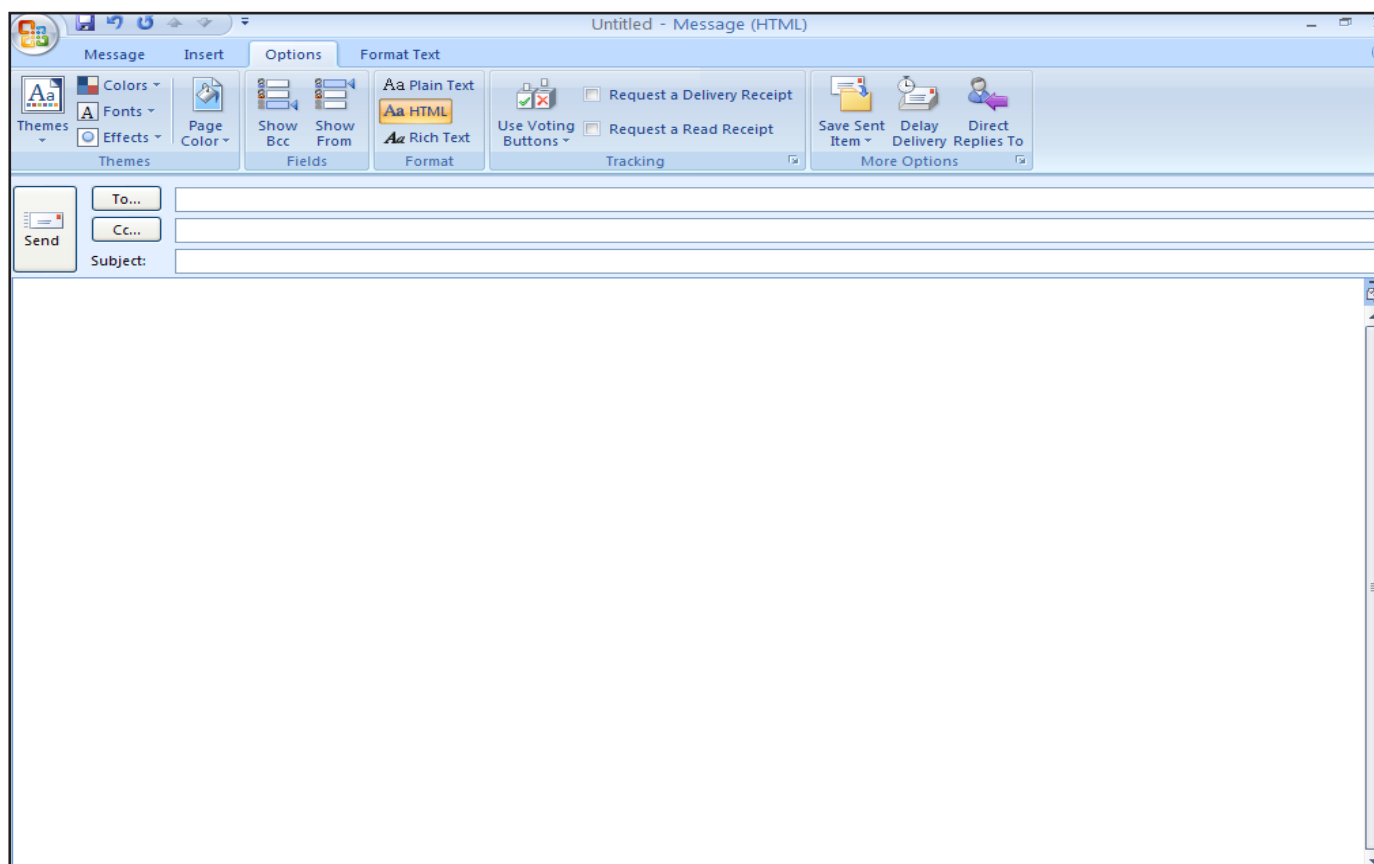 Untitled - Message (HTML)
Message Insert Options Format Text
Aa Themes
Colors
A Fonts
Effects
Page Color
Themes
Show Bcc
Show From
Fields
Aa Plain Text
Aa HTML
Aa Rich Text
Format
Use Voting Buttons
Request a Delivery Receipt
Request a Read Receipt
Tracking
Save Sent Item
Delay Delivery
Direct Replies To
More Options
Send
To...
Cc...
Subject: